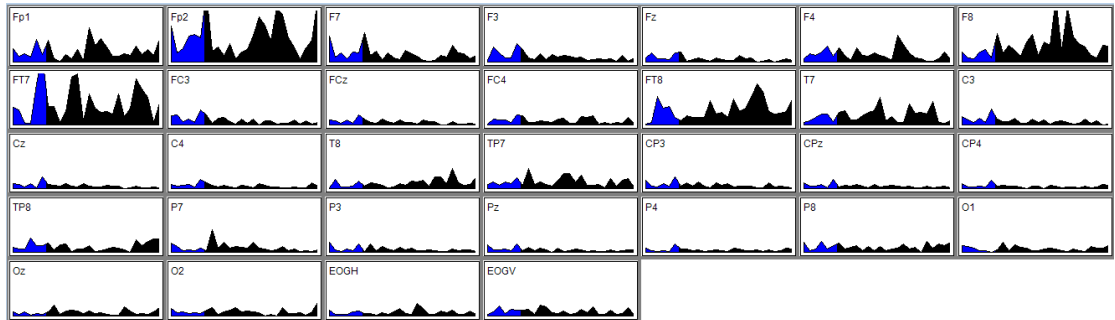 Fp1 Fp2 F7 F3 Fz F4 F8
FT7 FC3 FCz FC4 FT8 T7 C3
Cz C4 T8 TP7 CP3 CPz CP4
TP8 P7 P3 Pz P4 P8 O1
Oz O2 EOGH EOGV